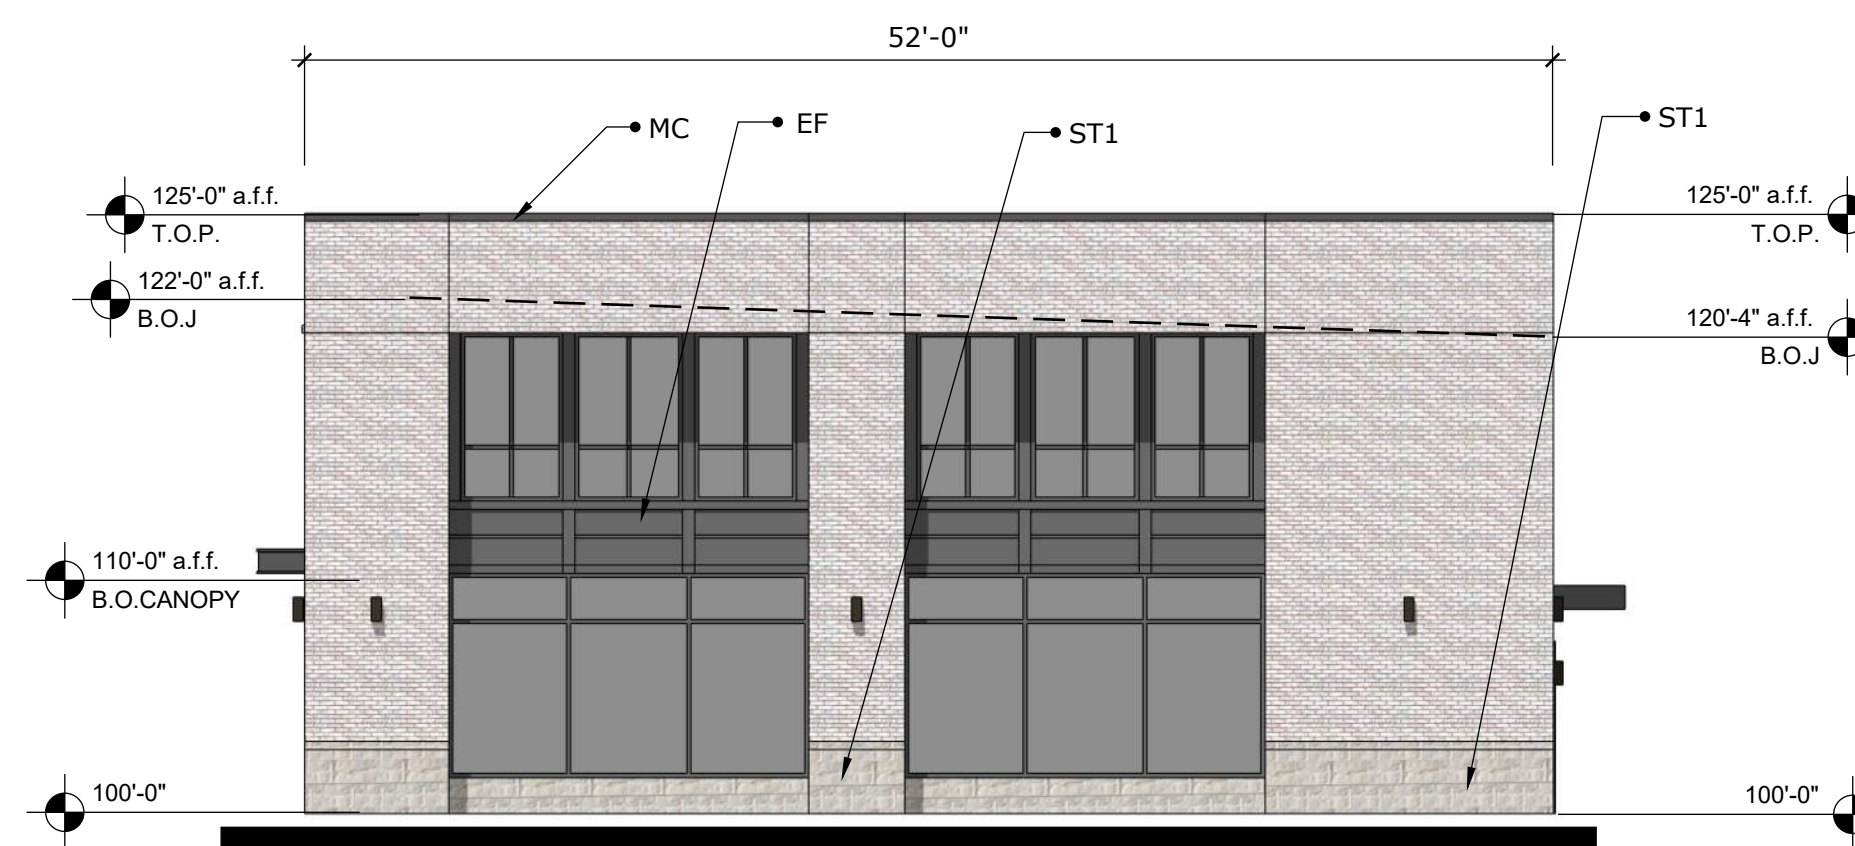 52'-0"
MC
EF
ST1
ST1
125'-0" a.f.f.
T.O.P.
125'-0" a.f.f.
T.O.P.
122'-0" a.f.f.
B.O.J
120'-4" a.f.f.
B.O.J
110'-0" a.f.f.
B.O.CANOPY
100'-0"
100'-0"